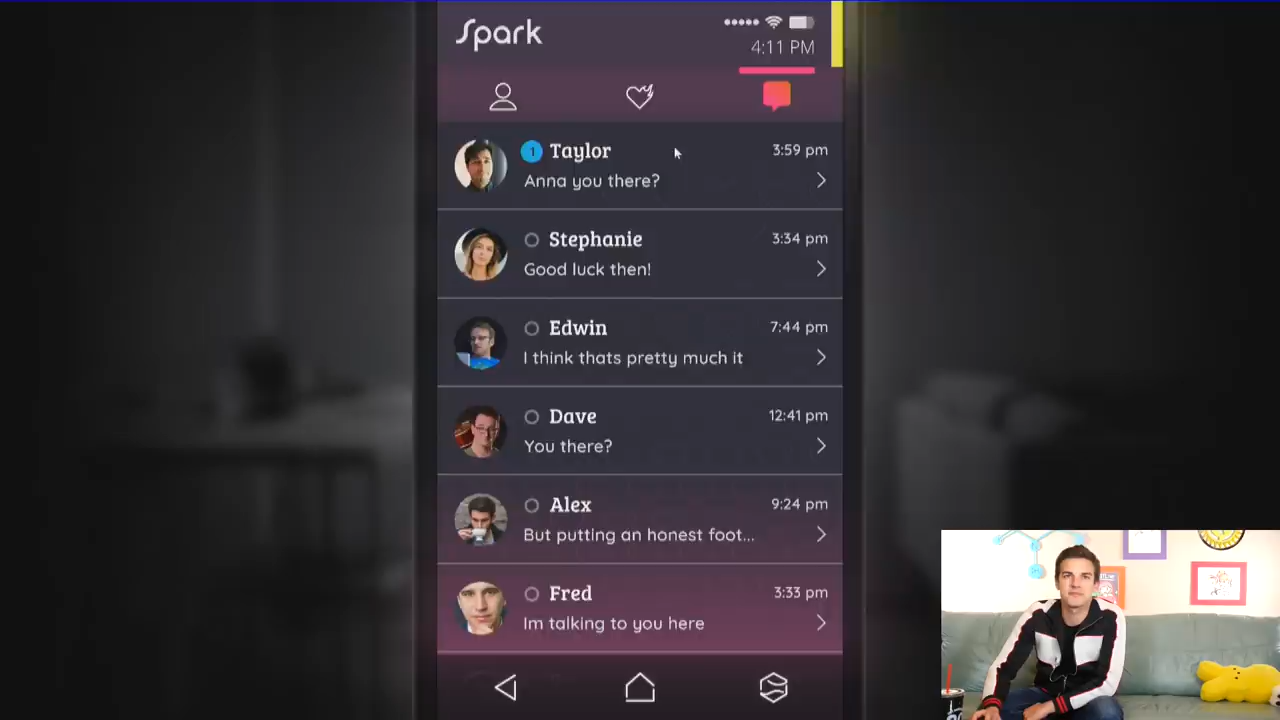 Spark
4:11 PM
1 Taylor 3:59 pm
Anna you there?
Stephanie 3:34 pm
Good luck then!
Edwin 7:44 pm
I think thats pretty much it
Dave 12:41 pm
You there?
Alex 9:24 pm
But putting an honest foot...
Fred 3:33 pm
Im talking to you here